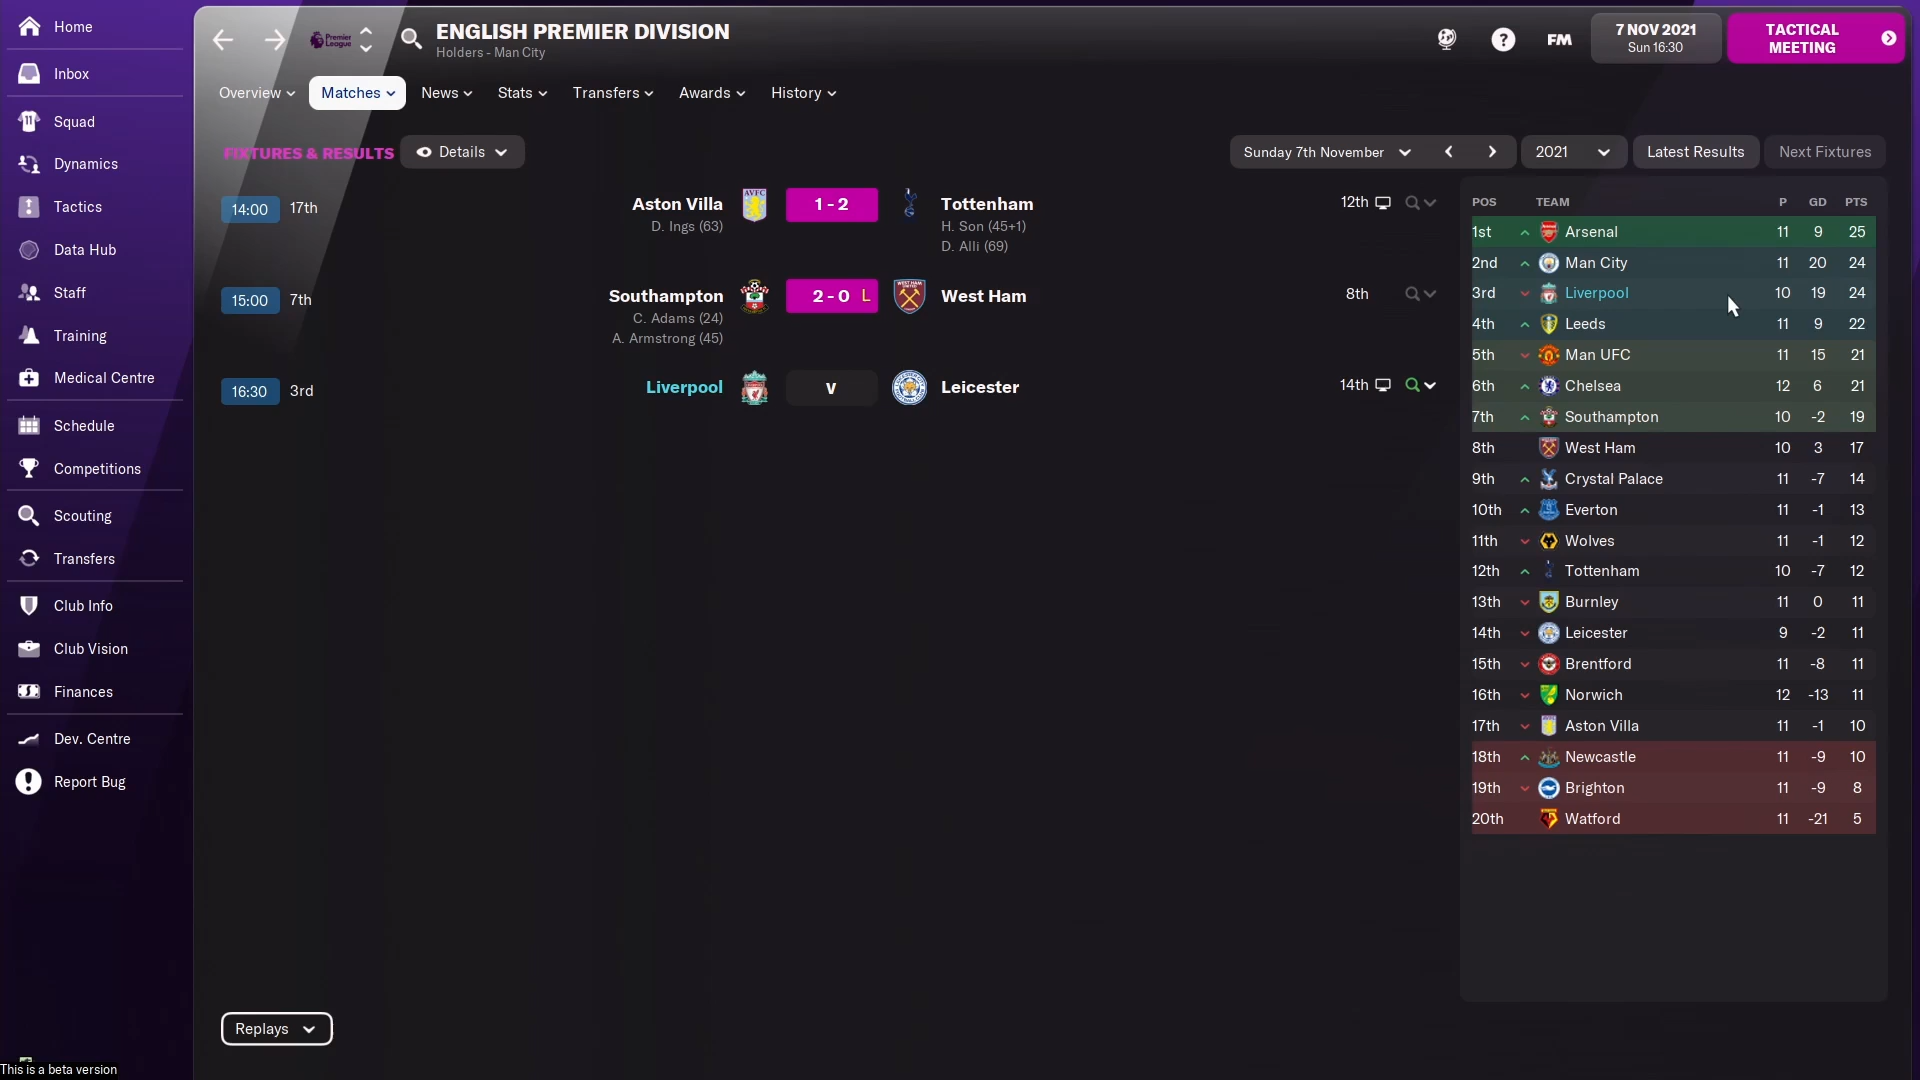 Home
Inbox
Squad
Dynamics
Tactics
Data Hub
Staff
Training
Medical Centre
Schedule
Competitions
Scouting
Transfers
Club Info
Club Vision
Finances
Dev. Centre
Report Bug
This is a beta version
Premier League
ENGLISH PREMIER DIVISION
Holders - Man City
FM
7 NOV 2021
Sun 16:30
TACTICAL
MEETING
Overview Matches News Stats Transfers Awards History
FIXTURES & RESULTS Details
Sunday 7th November 2021 Latest Results Next Fixtures
14:00 17th Aston Villa 1 - 2 Tottenham 12th
D. Ings (63) H. Son (45+1)
D. Alli (69)
15:00 7th Southampton 2 - 0 L West Ham 8th
C. Adams (24)
A. Armstrong (45)
16:30 3rd Liverpool v Leicester 14th
POS TEAM P GD PTS
1st Arsenal 11 9 25
2nd Man City 11 20 24
3rd Liverpool 10 19 24
4th Leeds 11 9 22
5th Man UFC 11 15 21
6th Chelsea 12 6 21
7th Southampton 10 -2 19
8th West Ham 10 3 17
9th Crystal Palace 11 -7 14
10th Everton 11 -1 13
11th Wolves 11 -1 12
12th Tottenham 10 -7 12
13th Burnley 11 0 11
14th Leicester 9 -2 11
15th Brentford 11 -8 11
16th Norwich 12 -13 11
17th Aston Villa 11 -1 10
18th Newcastle 11 -9 10
19th Brighton 11 -9 8
20th Watford 11 -21 5
Replays